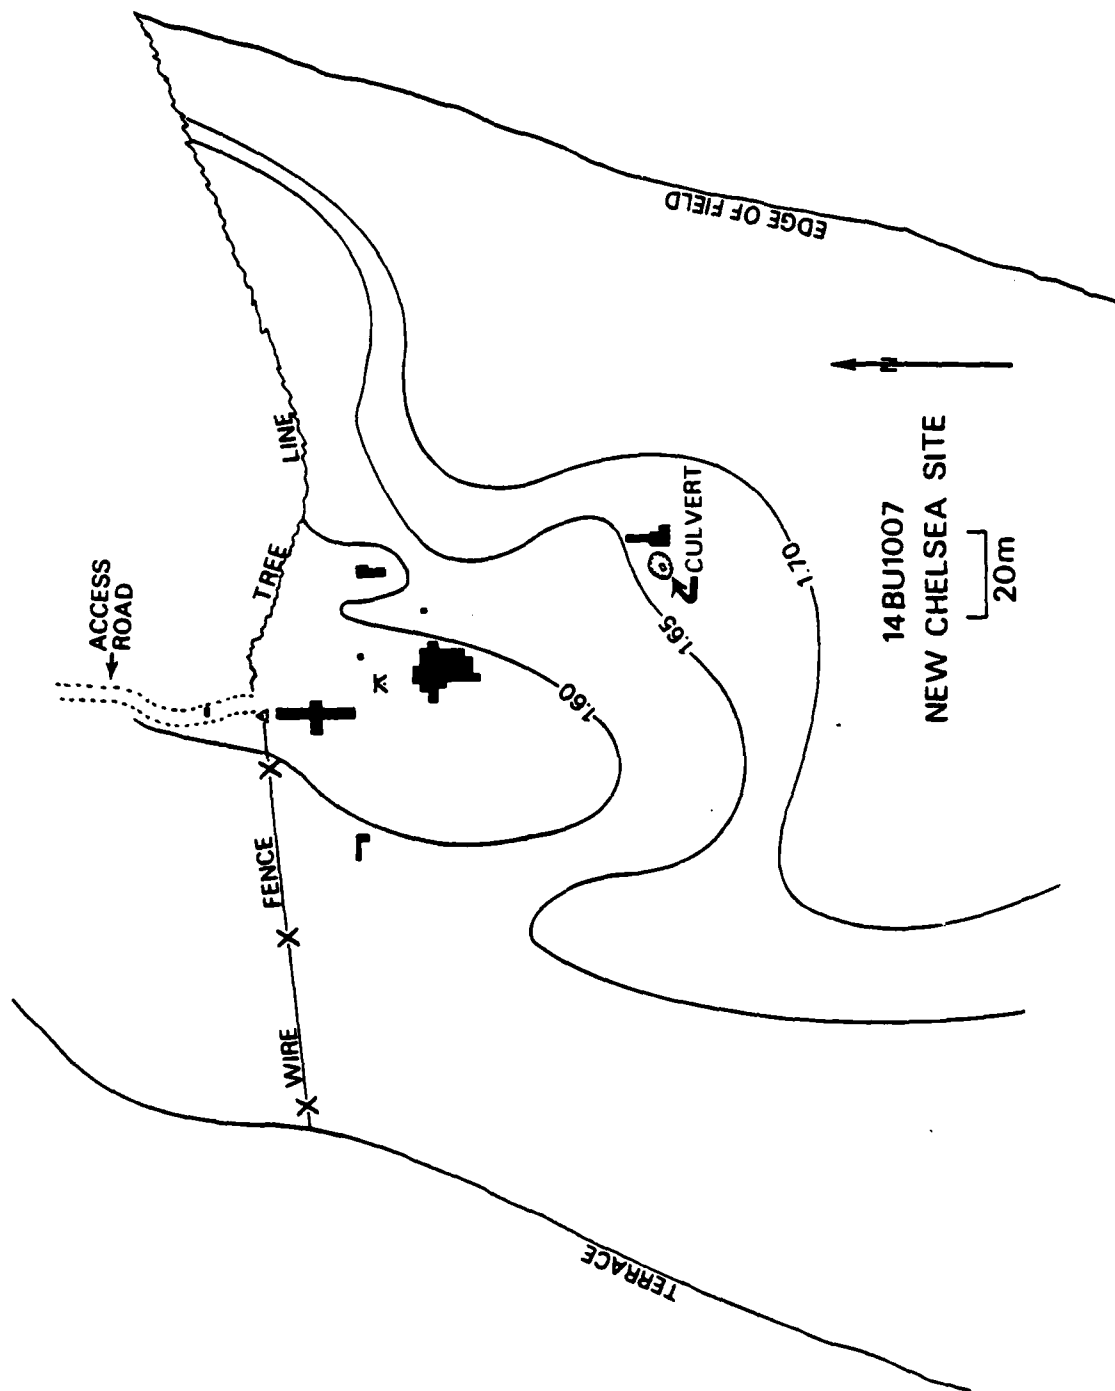 ACCESS
ROAD
TREE LINE
WIRE FENCE
EDGE OF FIELD
TERRACE
CULVERT
1.60
1.65
1.70
N
14BU1007
NEW CHELSEA SITE
20m